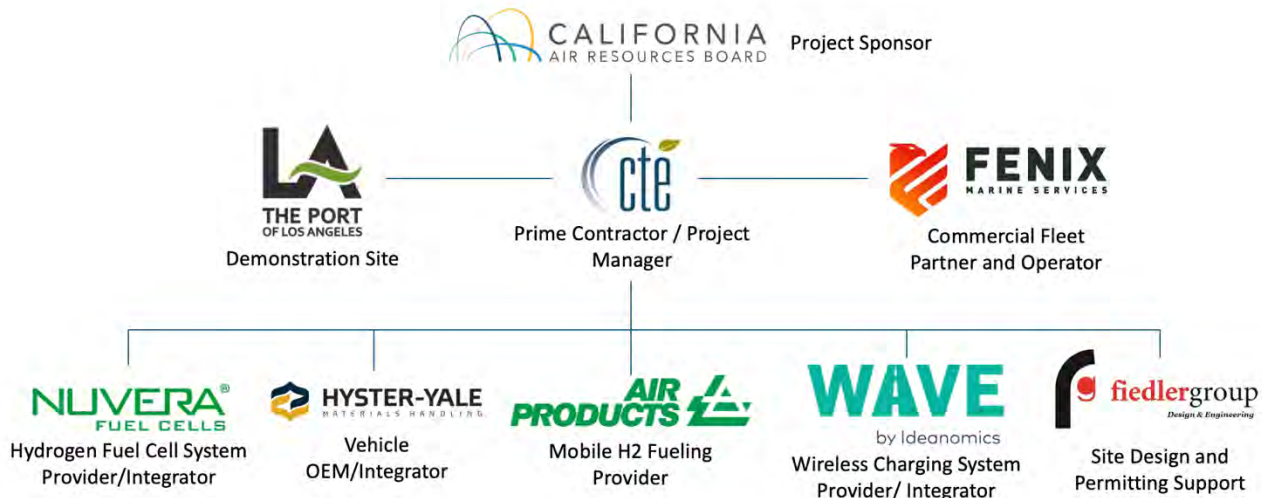 CALIFORNIA
AIR RESOURCES BOARD
Project Sponsor
LA
THE PORT
OF LOS ANGELES
Demonstration Site
cte
Prime Contractor / Project
Manager
FENIX
MARINE SERVICES
Commercial Fleet
Partner and Operator
NUVERA®
FUEL CELLS
Hydrogen Fuel Cell System
Provider/Integrator
HYSTER-YALE
MATERIALS HANDLING
Vehicle
OEM/Integrator
AIR
PRODUCTS
Mobile H2 Fueling
Provider
WAVE
by Ideanomics
Wireless Charging System
Provider/ Integrator
fiedlergroup
Design & Engineering
Site Design and
Permitting Support